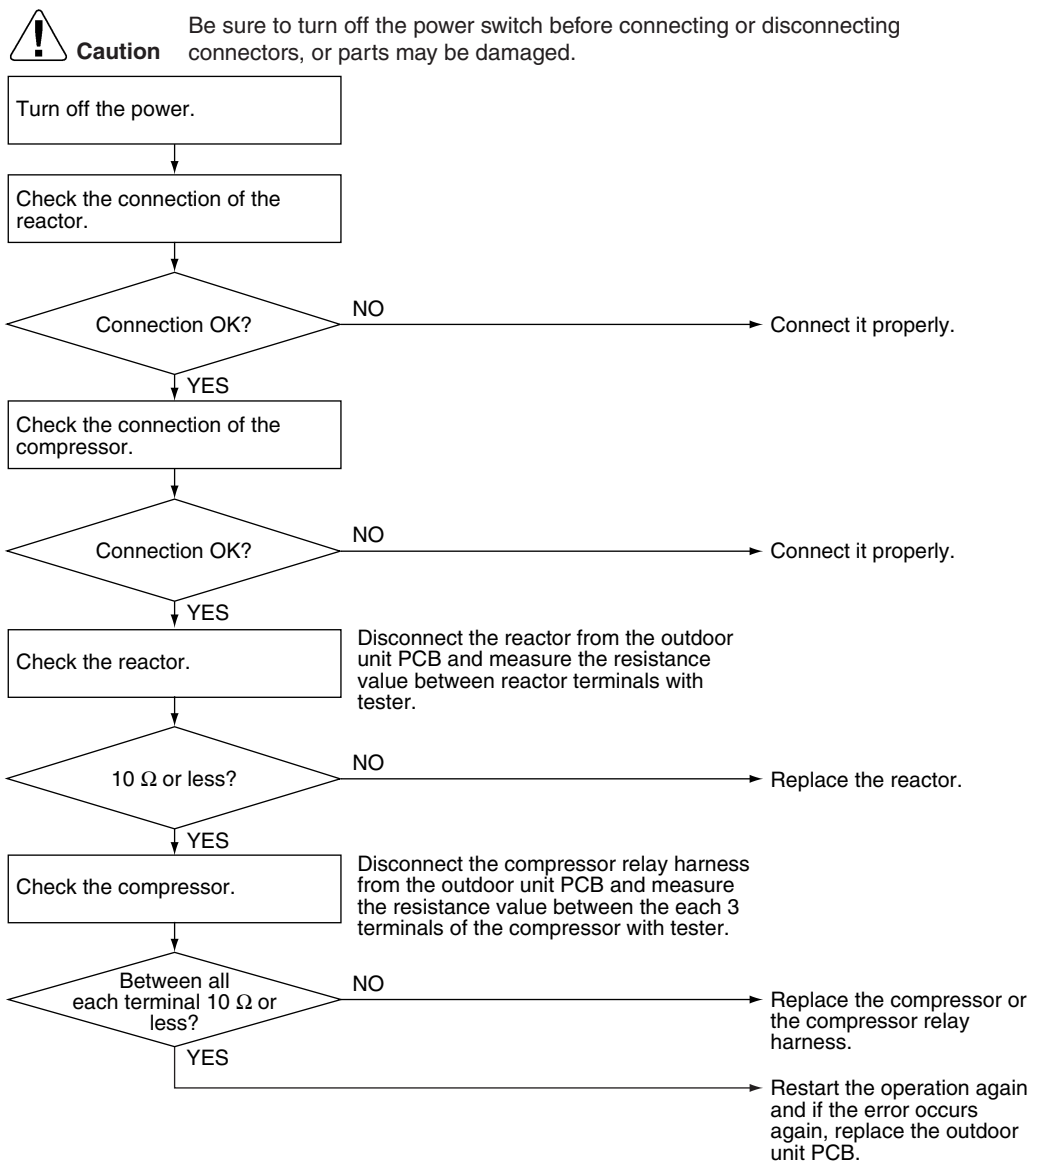 Be sure to turn off the power switch before connecting or disconnecting
Caution connectors, or parts may be damaged.
Turn off the power.
Check the connection of the
reactor.
Connection OK?
NO
Connect it properly.
YES
Check the connection of the
compressor.
Connection OK?
NO
Connect it properly.
YES
Check the reactor.
Disconnect the reactor from the outdoor
unit PCB and measure the resistance
value between reactor terminals with
tester.
10 Ω or less?
NO
Replace the reactor.
YES
Check the compressor.
Disconnect the compressor relay harness
from the outdoor unit PCB and measure
the resistance value between the each 3
terminals of the compressor with tester.
Between all
each terminal 10 Ω or
less?
NO
Replace the compressor or
the compressor relay
harness.
YES
Restart the operation again
and if the error occurs
again, replace the outdoor
unit PCB.